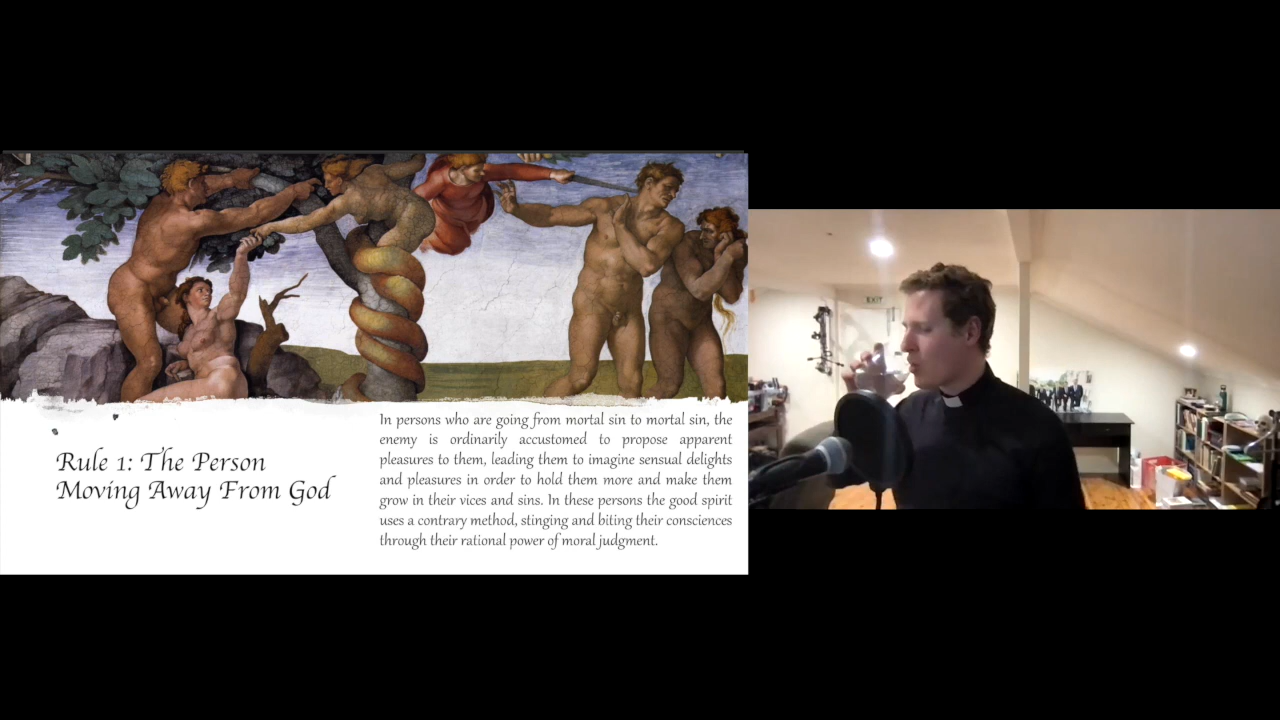 Rule 1: The Person
Moving Away From God
In persons who are going from mortal sin to mortal sin, the
enemy is ordinarily accustomed to propose apparent
pleasures to them, leading them to imagine sensual delights
and pleasures in order to hold them more and make them
grow in their vices and sins. In these persons the good spirit
uses a contrary method, stinging and biting their consciences
through their rational power of moral judgment.
EXIT